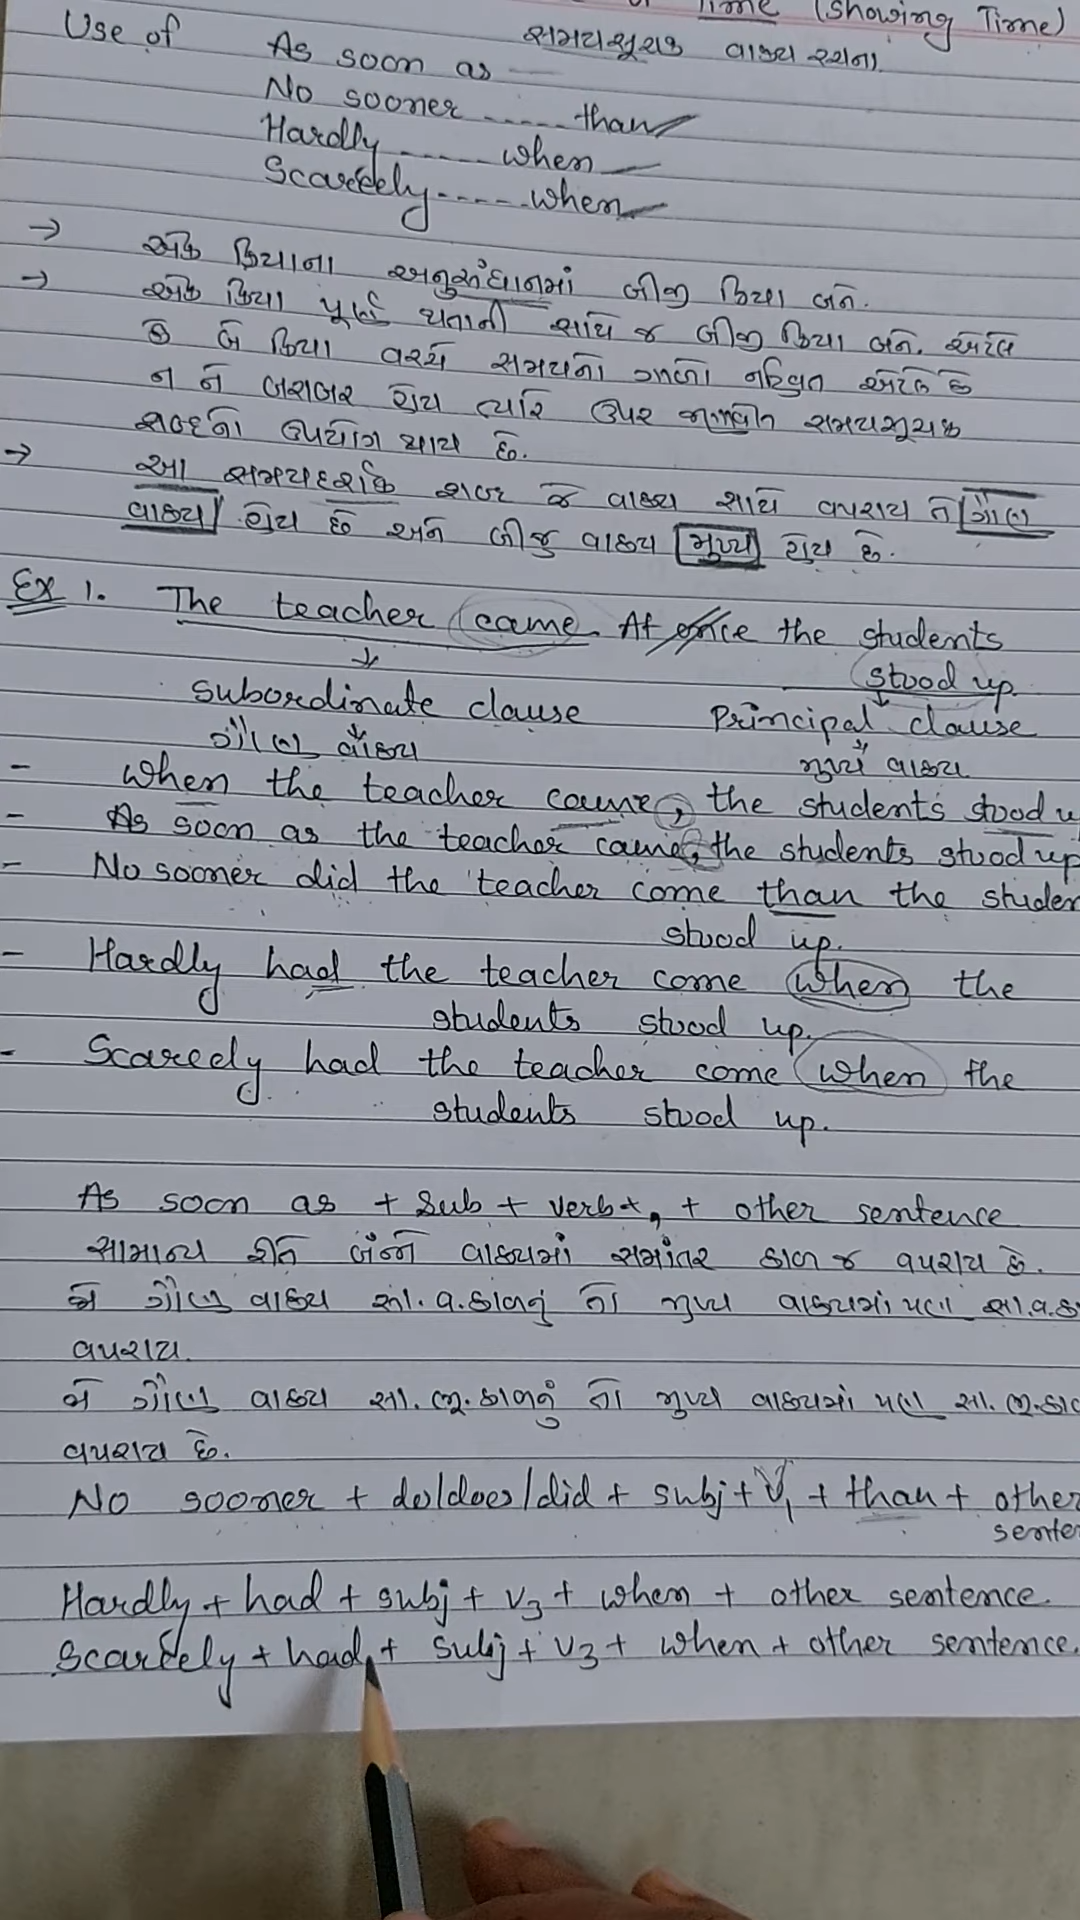 Time (Showing Time)
Use of As soon as — સમયસૂચક વાક્ય રચના.
No sooner ..... than
Hardly ..... when
Scarcely ..... when
→ એક ક્રિયાના અનુસંધાનમાં બીજી ક્રિયા બને.
→ એક ક્રિયા પૂર્ણ થતાની સાથે જ બીજી ક્રિયા બને. એટલે
કે બે ક્રિયા વચ્ચે સમયનો ગાળો નહિવત એટલે કે
ન ને બરાબર હોય ત્યારે ઉપર મુજબના સમયસૂચક
શબ્દનો ઉપયોગ થાય છે.
→ આ સમયદર્શક શબ્દ જે વાક્ય સાથે વપરાય તે ગૌણ
વાક્ય હોય છે અને બીજુ વાક્ય મુખ્ય હોય છે.
Ex 1. The teacher came. At once the students
stood up.
Subordinate clause Principal clause
ગૌણ વાક્ય મુખ્ય વાક્ય
- When the teacher came, the students stood u
- As soon as the teacher came, the students stood up
- No sooner did the teacher come than the studen
stood up.
- Hardly had the teacher come when the
students stood up.
- Scarcely had the teacher come when the
students stood up.
As soon as + Sub + verb+, + other sentence
સામાન્ય રીતે બંન્ને વાક્યમાં સમાંતર કાળ જ વપરાય છે.
જો ગૌણ વાક્ય સા. વ. કાળનું તો મુખ્ય વાક્યમાં પણ સા. વ. ક
વપરાય.
જો ગૌણ વાક્ય સા. ભૂ. કાળનું તો મુખ્ય વાક્યમાં પણ સા. ભૂ. કાળ
વપરાય છે.
No sooner + do/does/did + subj + V1 + than + other
sente
Hardly + had + subj + V3 + when + other sentence.
Scarcely + had + subj + V3 + when + other sentence.